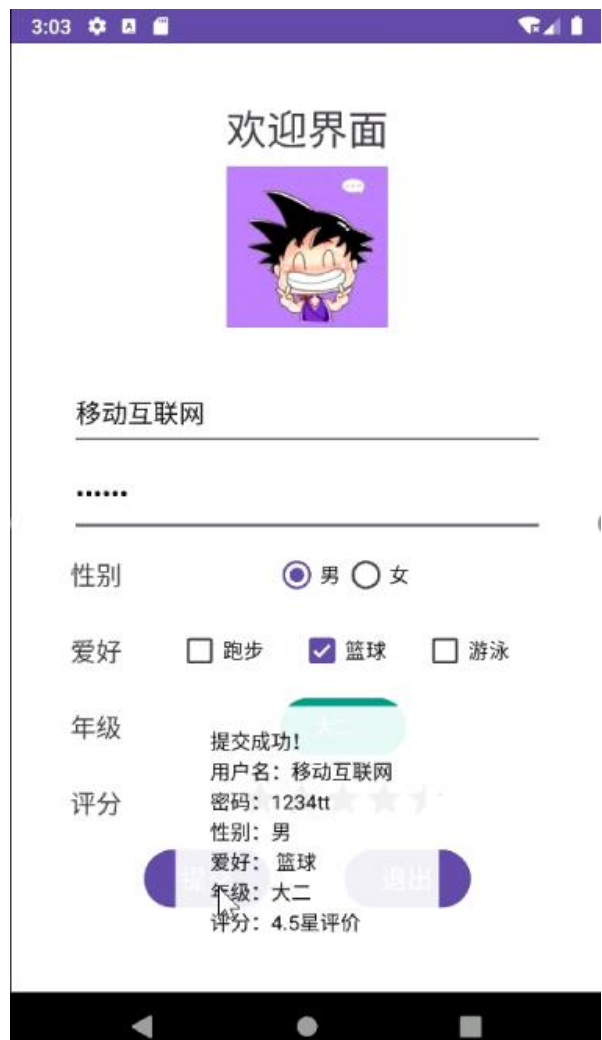 3:03
欢迎界面
移动互联网
••••••
性别 男 女
爱好 跑步 篮球 游泳
年级 大二
提交成功!
用户名：移动互联网
评分 密码：1234tt
性别：男
爱好： 篮球
提 退出
年级：大二
评分：4.5星评价